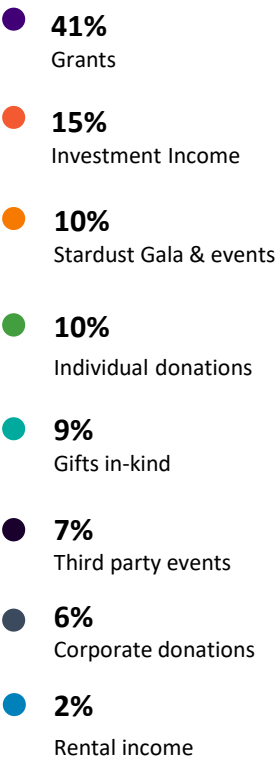 41%
Grants
15%
Investment Income
10%
Stardust Gala & events
10%
Individual donations
9%
Gifts in-kind
7%
Third party events
6%
Corporate donations
2%
Rental income